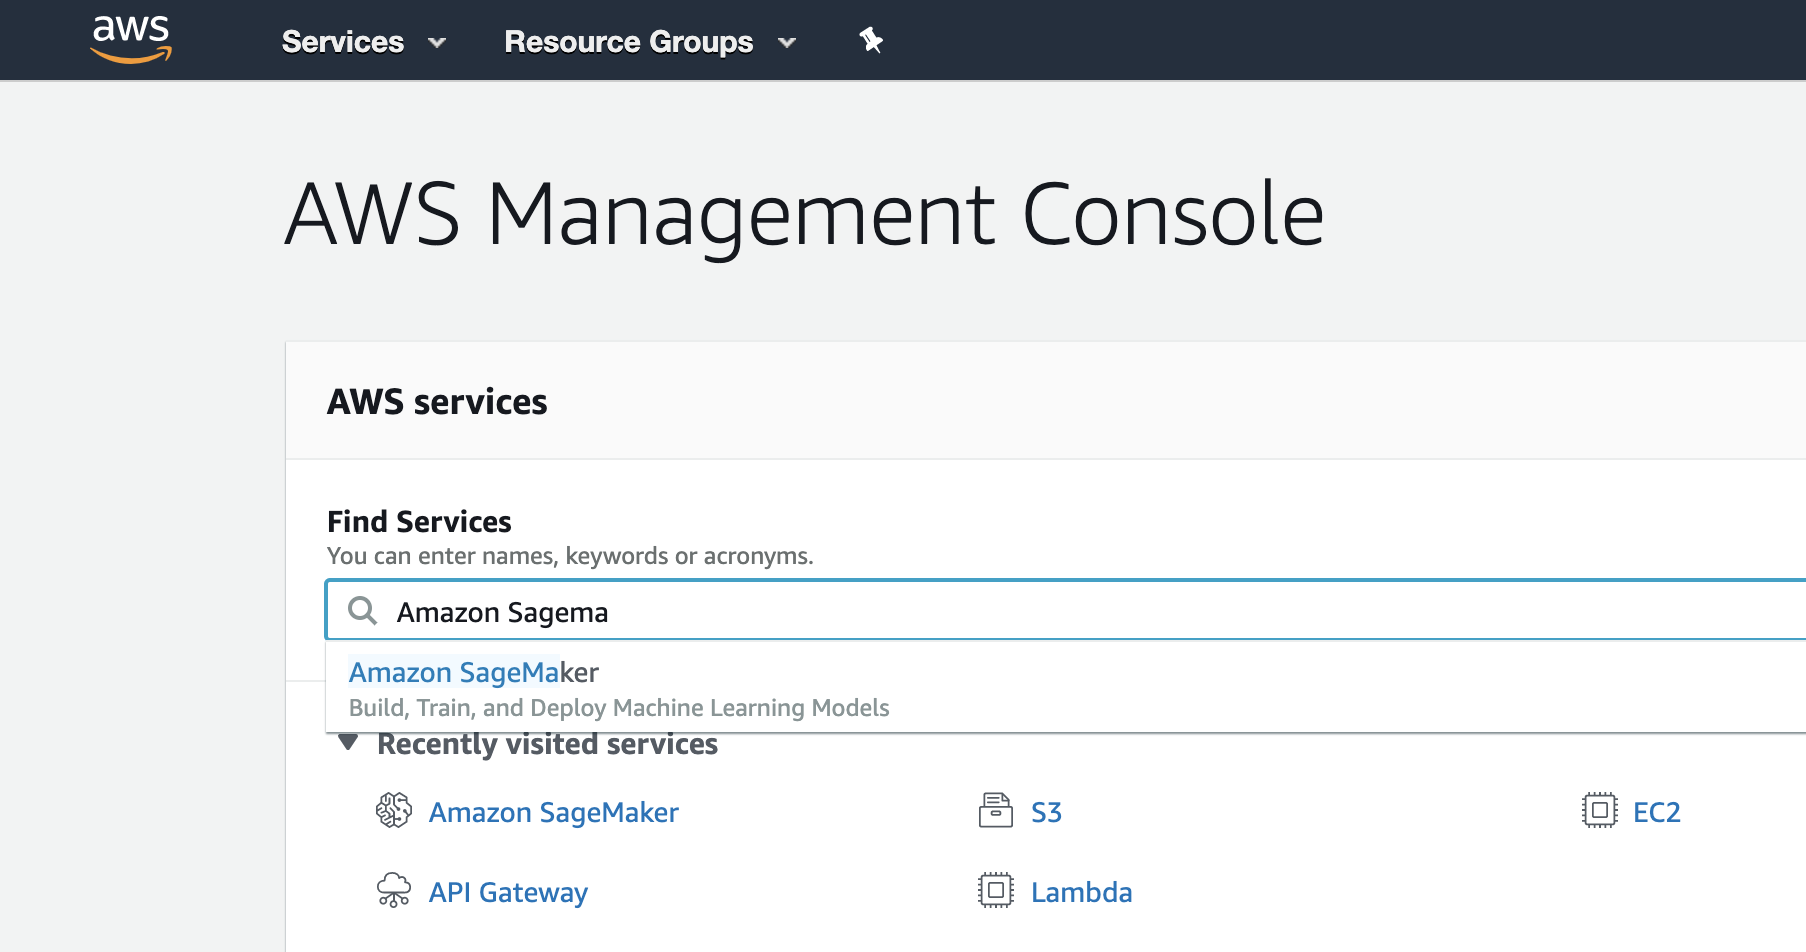 aws Services Resource Groups
AWS Management Console
AWS services
Find Services
You can enter names, keywords or acronyms.
Amazon Sagema
Amazon SageMaker
Build, Train, and Deploy Machine Learning Models
Recently visited services
Amazon SageMaker S3 EC2
API Gateway Lambda